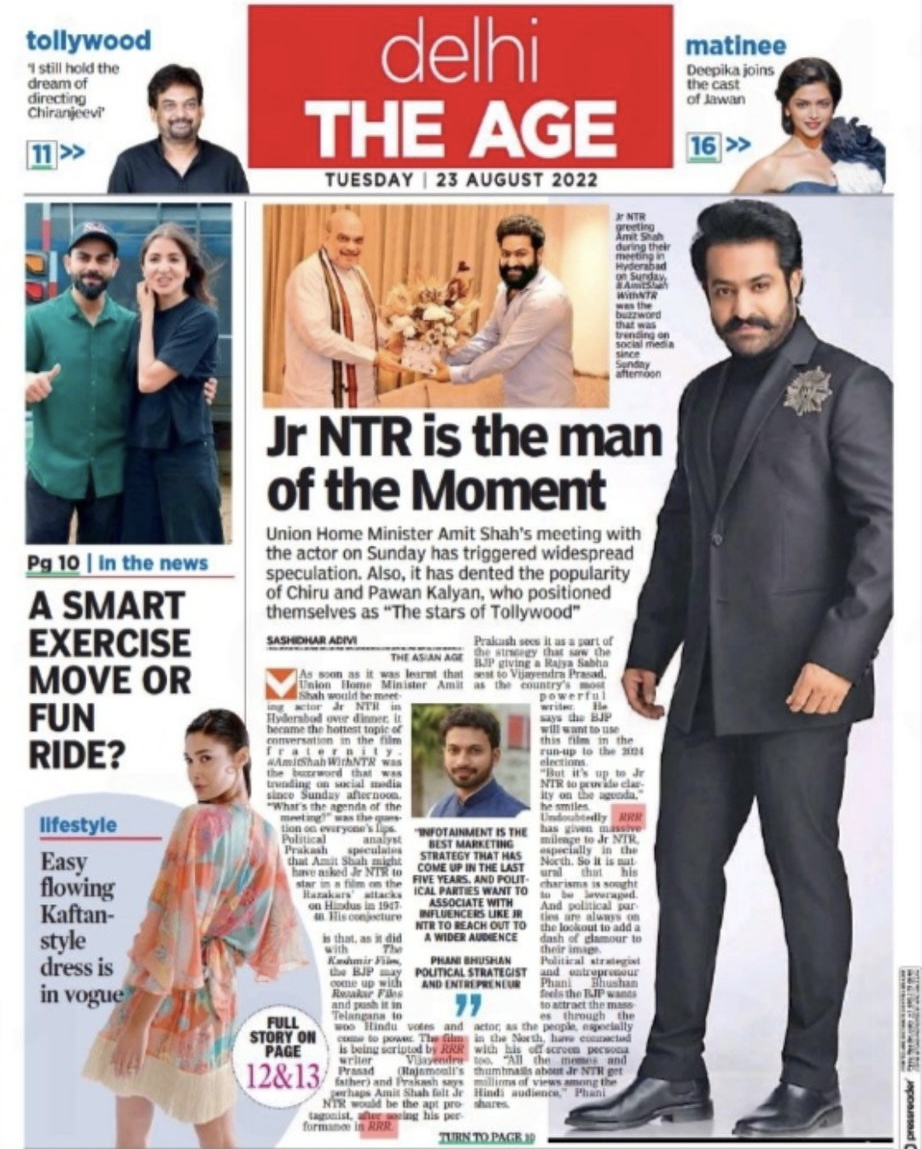 tollywood
'I still hold the
dream of
directing
Chiranjeevi'
11 >>
delhi
THE AGE
TUESDAY | 23 AUGUST 2022
matinee
Deepika joins
the cast
of Jawan
16 >>
Jr NTR
greeting
Amit Shah
during their
meeting in
Hyderabad
on Sunday.
#AmitShah
WithNTR
was the
buzzword
that was
trending on
social media
since
Sunday
afternoon
Jr NTR is the man
of the Moment
Union Home Minister Amit Shah's meeting with
the actor on Sunday has triggered widespread
speculation. Also, it has dented the popularity
of Chiru and Pawan Kalyan, who positioned
themselves as "The stars of Tollywood"
Pg 10 | In the news
A SMART
EXERCISE
MOVE OR
FUN
RIDE?
lifestyle
Easy
flowing
Kaftan-
style
dress is
in vogue
FULL
STORY ON
PAGE
12&13
SASHIDHAR ADIVI
THE ASIAN AGE
As soon as it was learnt that
Union Home Minister Amit
Shah would be meet-
ing actor Jr NTR in
Hyderabad over dinner, it
became the hottest topic of
conversation in the film
fraternity.
#AmitShahWithNTR was
the buzzword that was
trending on social media
since Sunday afternoon.
"What's the agenda of the
meeting?" was the ques-
tion on everyone's lips.
Political analyst
Prakash speculates
that Amit Shah might
have asked Jr NTR to
star in a film on the
Razakars' attacks
on Hindus in 1947-
48. His conjecture
is that, as it did
with The
Kashmir Files,
the BJP may
come up with
Razakar Files
and push it in
Telangana to
woo Hindu votes and
come to power. The film
is being scripted by RRR
writer Vijayendra
Prasad (Rajamouli's
father) and Prakash says
perhaps Amit Shah felt Jr
NTR would be the apt pro-
tagonist, after seeing his per-
formance in RRR.
"INFOTAINMENT IS THE
BEST MARKETING
STRATEGY THAT HAS
COME UP IN THE LAST
FIVE YEARS. AND POLIT-
ICAL PARTIES WANT TO
ASSOCIATE WITH
INFLUENCERS LIKE JR
NTR TO REACH OUT TO
A WIDER AUDIENCE
PHANI BHUSHAN
POLITICAL STRATEGIST
AND ENTREPRENEUR
"
Prakash sees it as a part of
the strategy that saw the
BJP giving a Rajya Sabha
seat to Vijayendra Prasad,
as the country's most
powerful
writer. He
says the BJP
will want to use
this film in the
run-up to the 2024
elections.
"But it's up to Jr
NTR to provide clar-
ity on the agenda,"
he smiles.
Undoubtedly RRR
has given massive
mileage to Jr NTR,
especially in the
North. So it is nat-
ural that his
charisma is sought
to be leveraged.
And political par-
ties are always on
the lookout to add a
dash of glamour to
their image.
Political strategist
and entrepreneur
Phani Bhushan
feels the BJP wants
to attract the mass-
es through the
actor, as the people, especially
in the North, have connected
with his off screen persona
too. "All the memes and
thumbnails about Jr NTR get
millions of views among the
Hindi audience," Phani
shares.
TURN TO PAGE 10
pressreader